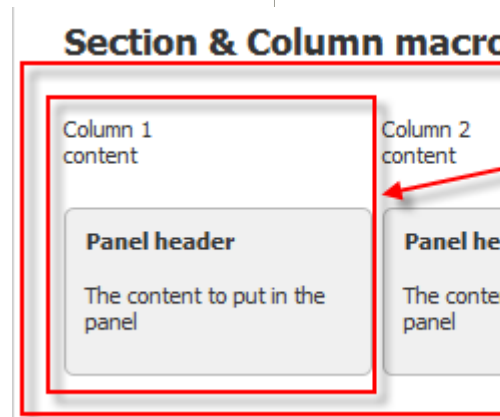 Section & Column macro
Column 1
content
Column 2
content
Panel header
The content to put in the
panel
Panel he
The conte
panel